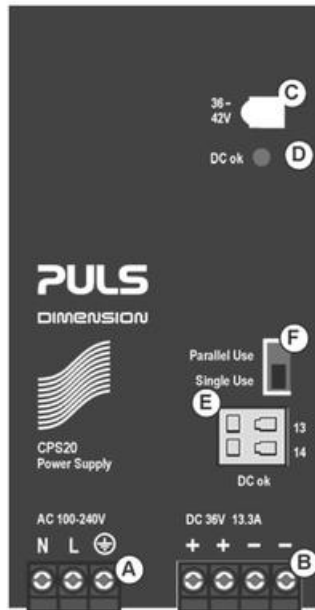 C
36–
42V
DC ok D
PULS
DIMENSION
F
Parallel Use
Single Use
E
13
14
DC ok
CPS20
Power Supply
AC 100-240V
N L
A
DC 36V 13.3A
+ + – –
B